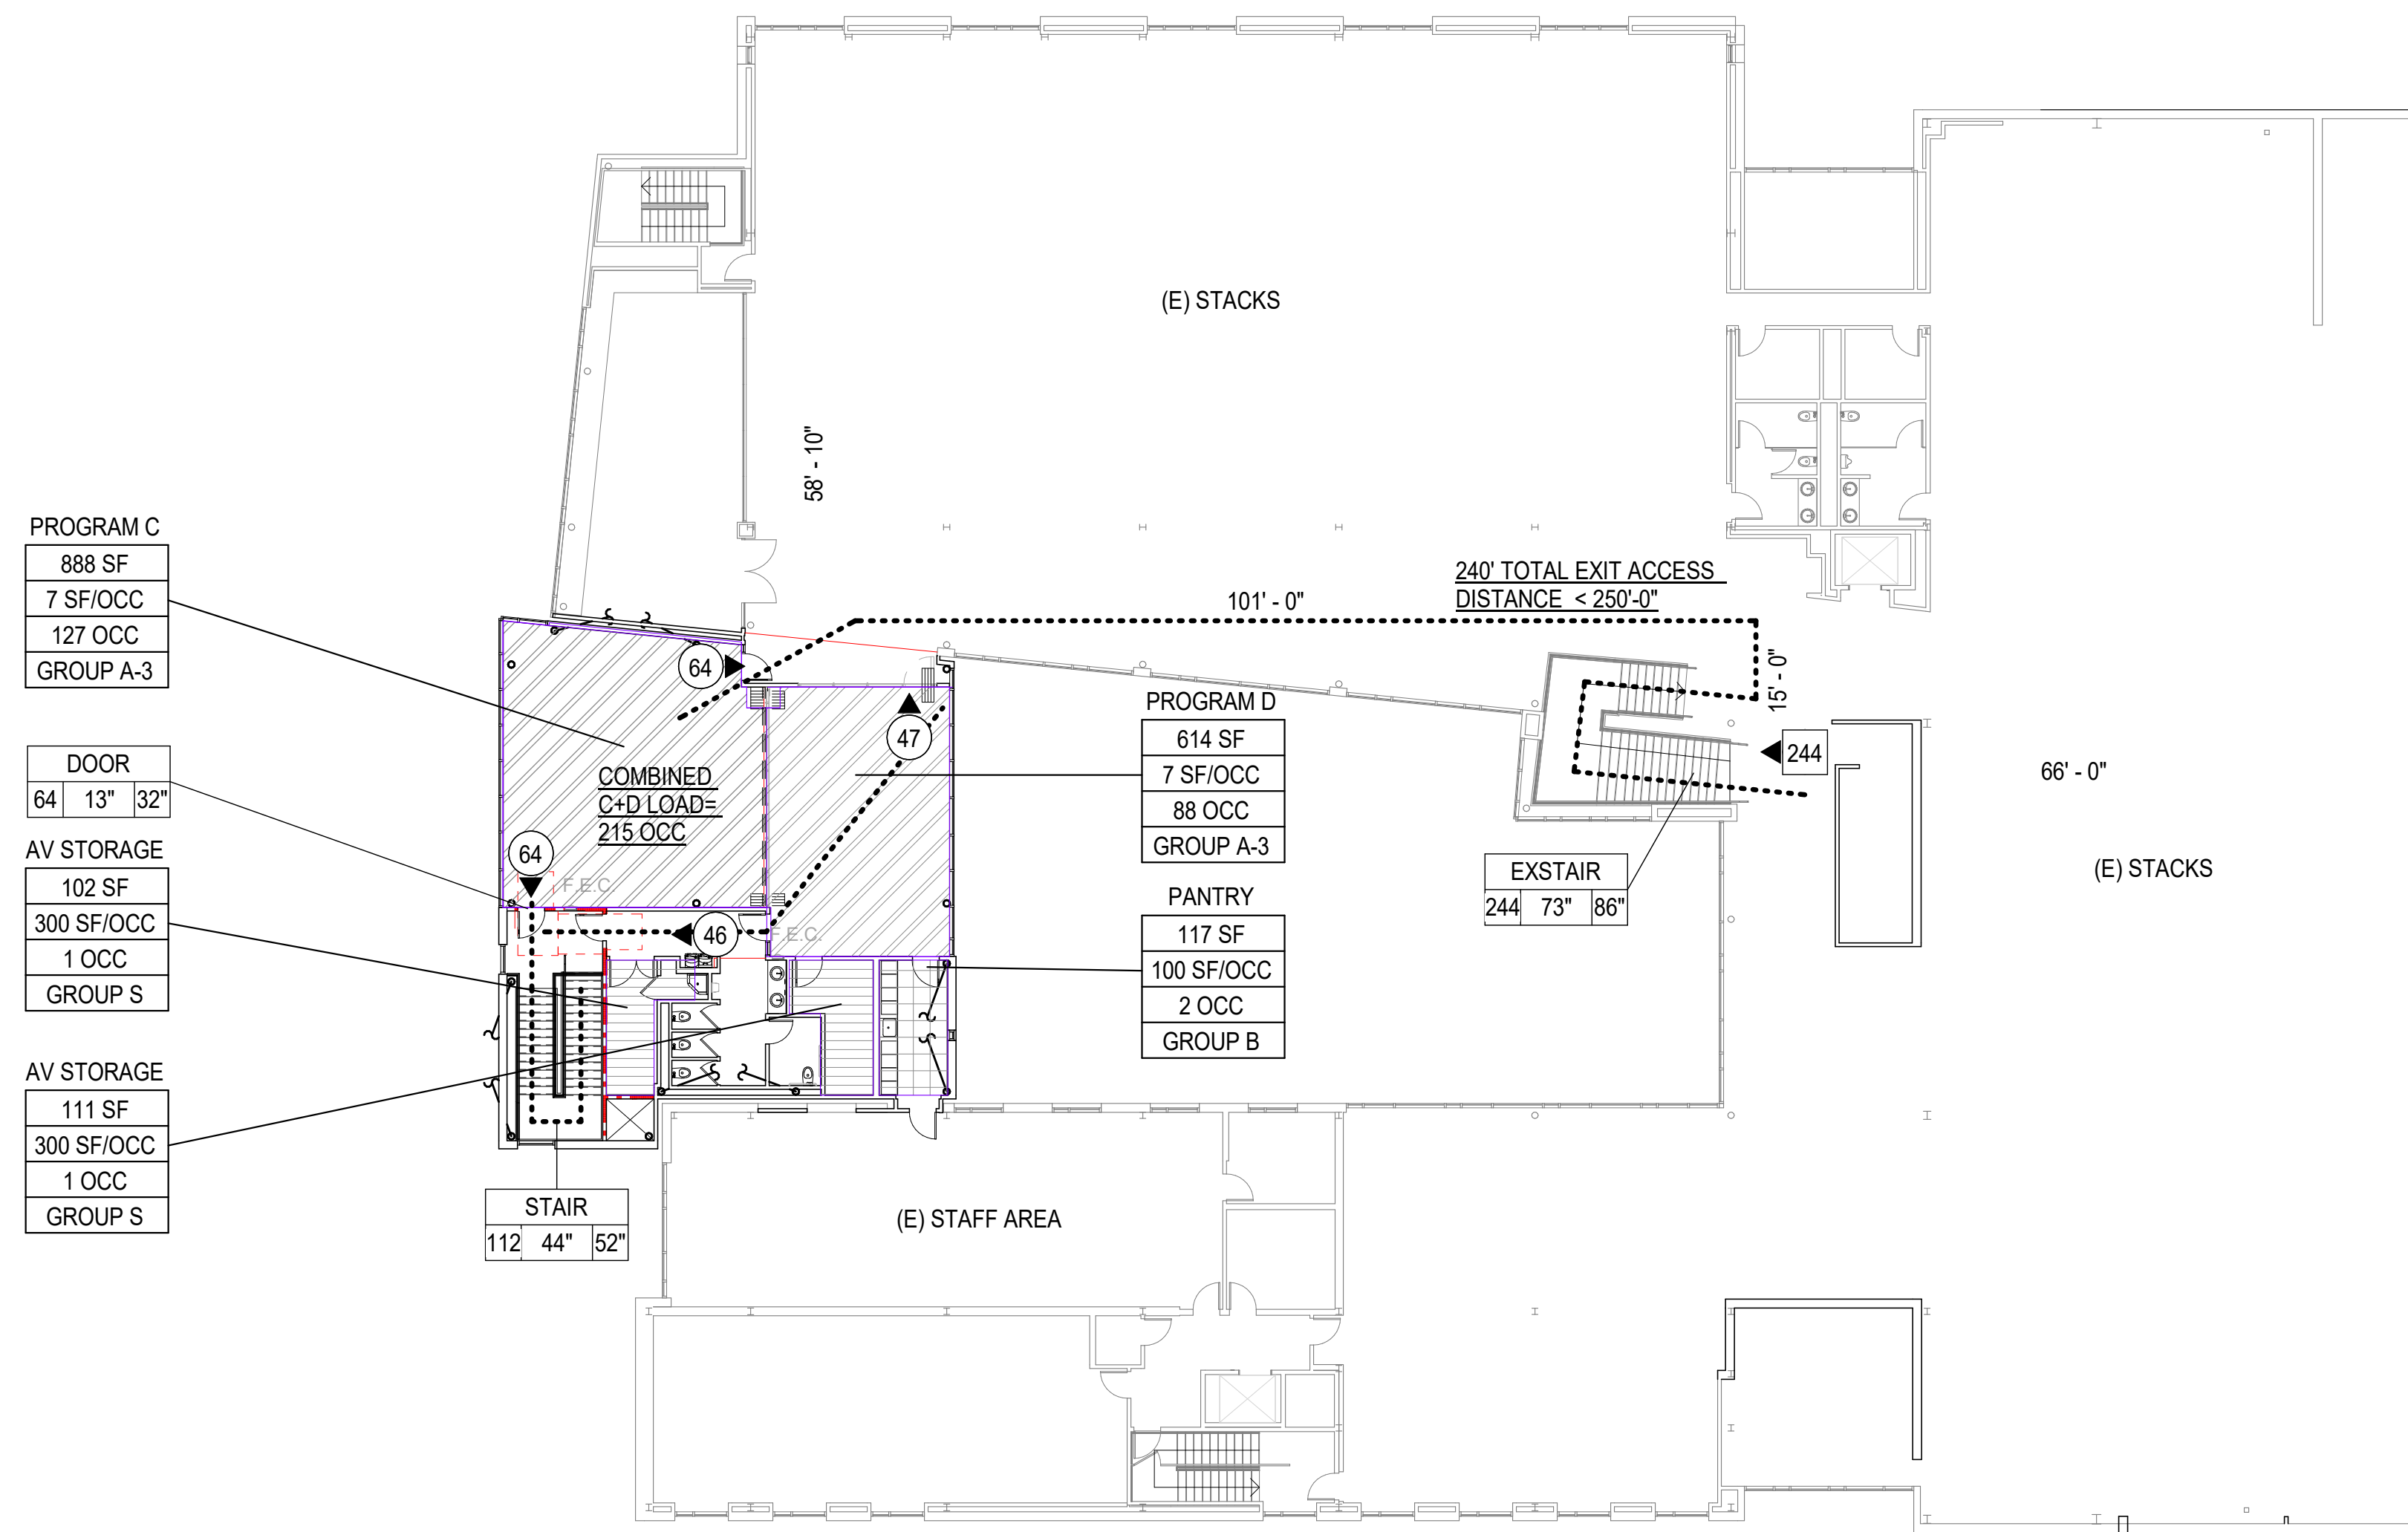 (E) STACKS
58' - 10"
PROGRAM C
888 SF
7 SF/OCC
127 OCC
GROUP A-3
240' TOTAL EXIT ACCESS
DISTANCE < 250'-0"
101' - 0"
15' - 0"
64
47
PROGRAM D
614 SF
7 SF/OCC
88 OCC
GROUP A-3
244
66' - 0"
DOOR
64 13" 32"
COMBINED
C+D LOAD=
215 OCC
64
F.E.C.
AV STORAGE
102 SF
300 SF/OCC
1 OCC
GROUP S
EXSTAIR
244 73" 86"
(E) STACKS
PANTRY
117 SF
100 SF/OCC
2 OCC
GROUP B
46
F.E.C.
AV STORAGE
111 SF
300 SF/OCC
1 OCC
GROUP S
STAIR
112 44" 52"
(E) STAFF AREA